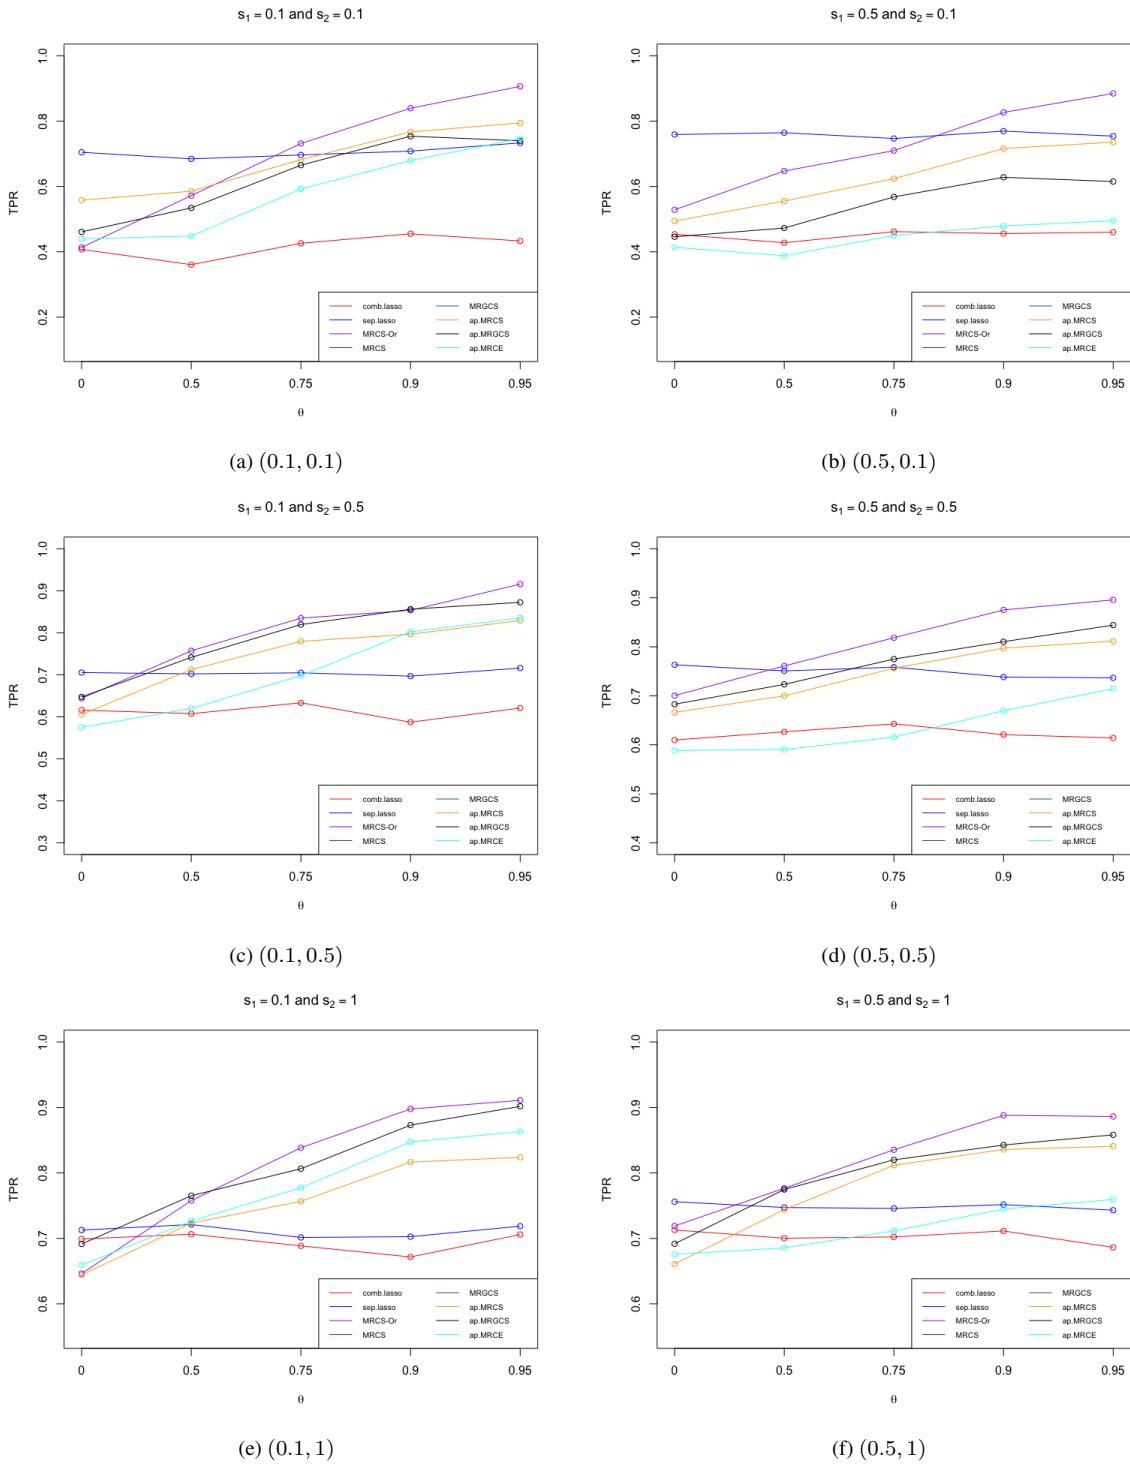 s₁ = 0.1 and s₂ = 0.1
TPR
1.0
0.8
0.6
0.4
0.2
0 0.5 0.75 0.9 0.95
θ
comb.lasso MRGCS
sep.lasso ap.MRCS
MRCS-Or ap.MRGCS
MRCS ap.MRCE
(a) (0.1, 0.1)
s₁ = 0.5 and s₂ = 0.1
TPR
1.0
0.8
0.6
0.4
0.2
0 0.5 0.75 0.9 0.95
θ
comb.lasso MRGCS
sep.lasso ap.MRCS
MRCS-Or ap.MRGCS
MRCS ap.MRCE
(b) (0.5, 0.1)
s₁ = 0.1 and s₂ = 0.5
TPR
1.0
0.9
0.8
0.7
0.6
0.5
0.4
0.3
0 0.5 0.75 0.9 0.95
θ
comb.lasso MRGCS
sep.lasso ap.MRCS
MRCS-Or ap.MRGCS
MRCS ap.MRCE
(c) (0.1, 0.5)
s₁ = 0.5 and s₂ = 0.5
TPR
1.0
0.9
0.8
0.7
0.6
0.5
0.4
0 0.5 0.75 0.9 0.95
θ
comb.lasso MRGCS
sep.lasso ap.MRCS
MRCS-Or ap.MRGCS
MRCS ap.MRCE
(d) (0.5, 0.5)
s₁ = 0.1 and s₂ = 1
TPR
1.0
0.9
0.8
0.7
0.6
0 0.5 0.75 0.9 0.95
θ
comb.lasso MRGCS
sep.lasso ap.MRCS
MRCS-Or ap.MRGCS
MRCS ap.MRCE
(e) (0.1, 1)
s₁ = 0.5 and s₂ = 1
TPR
1.0
0.9
0.8
0.7
0.6
0 0.5 0.75 0.9 0.95
θ
comb.lasso MRGCS
sep.lasso ap.MRCS
MRCS-Or ap.MRGCS
MRCS ap.MRCE
(f) (0.5, 1)